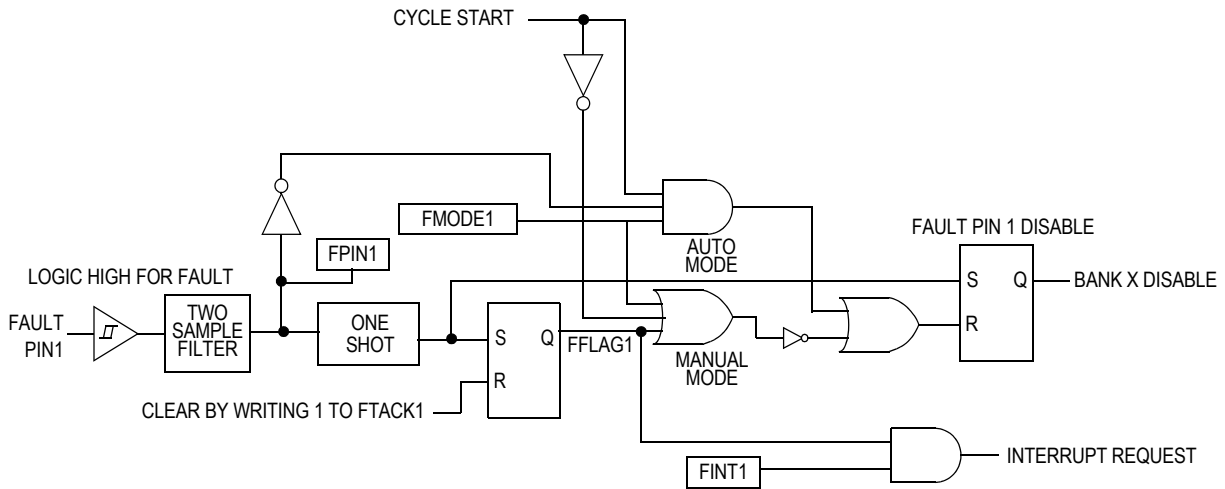 CYCLE START
FMODE1
AUTO
MODE
FAULT PIN 1 DISABLE
FPIN1
LOGIC HIGH FOR FAULT
S
Q
BANK X DISABLE
R
FAULT
PIN1
TWO
SAMPLE
FILTER
ONE
SHOT
S
Q
FFLAG1
R
MANUAL
MODE
CLEAR BY WRITING 1 TO FTACK1
FINT1
INTERRUPT REQUEST